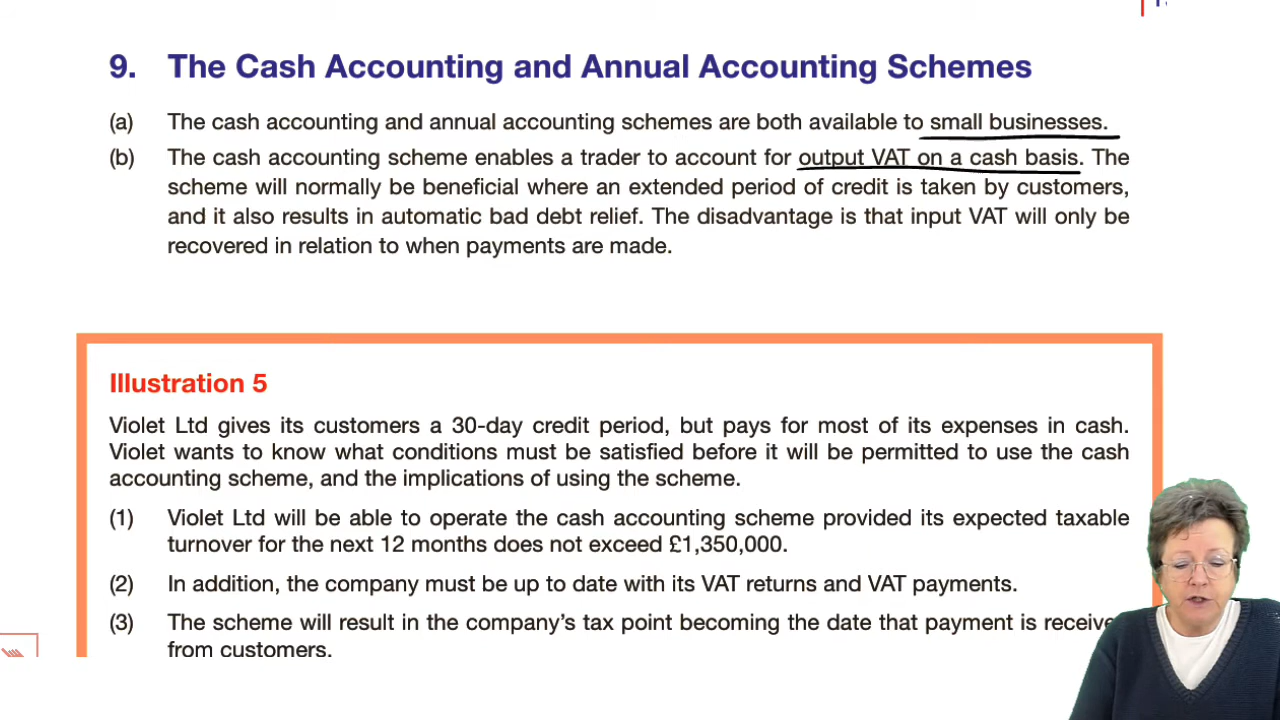 9. The Cash Accounting and Annual Accounting Schemes
(a) The cash accounting and annual accounting schemes are both available to small businesses.
(b) The cash accounting scheme enables a trader to account for output VAT on a cash basis. The
scheme will normally be beneficial where an extended period of credit is taken by customers,
and it also results in automatic bad debt relief. The disadvantage is that input VAT will only be
recovered in relation to when payments are made.
Illustration 5
Violet Ltd gives its customers a 30-day credit period, but pays for most of its expenses in cash.
Violet wants to know what conditions must be satisfied before it will be permitted to use the cash
accounting scheme, and the implications of using the scheme.
(1) Violet Ltd will be able to operate the cash accounting scheme provided its expected taxable
turnover for the next 12 months does not exceed £1,350,000.
(2) In addition, the company must be up to date with its VAT returns and VAT payments.
(3) The scheme will result in the company's tax point becoming the date that payment is receive
from customers.